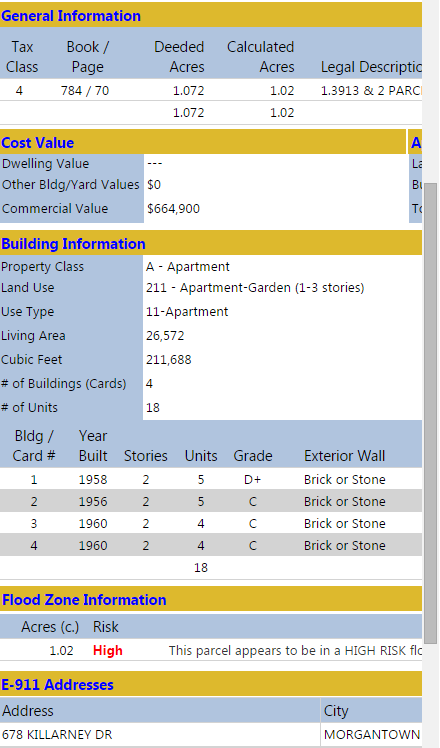 General Information
Tax Class Book / Page Deeded Acres Calculated Acres Legal Descriptic
4 784 / 70 1.072 1.02 1.3913 & 2 PARC
1.072 1.02
Cost Value A
Dwelling Value --- La
Other Bldg/Yard Values $0 Bu
Commercial Value $664,900 To
Building Information
Property Class A - Apartment
Land Use 211 - Apartment-Garden (1-3 stories)
Use Type 11-Apartment
Living Area 26,572
Cubic Feet 211,688
# of Buildings (Cards) 4
# of Units 18
Bldg / Card # Year Built Stories Units Grade Exterior Wall
1 1958 2 5 D+ Brick or Stone
2 1956 2 5 C Brick or Stone
3 1960 2 4 C Brick or Stone
4 1960 2 4 C Brick or Stone
18
Flood Zone Information
Acres (c.) Risk
1.02 High This parcel appears to be in a HIGH RISK flo
E-911 Addresses
Address City
678 KILLARNEY DR MORGANTOWN